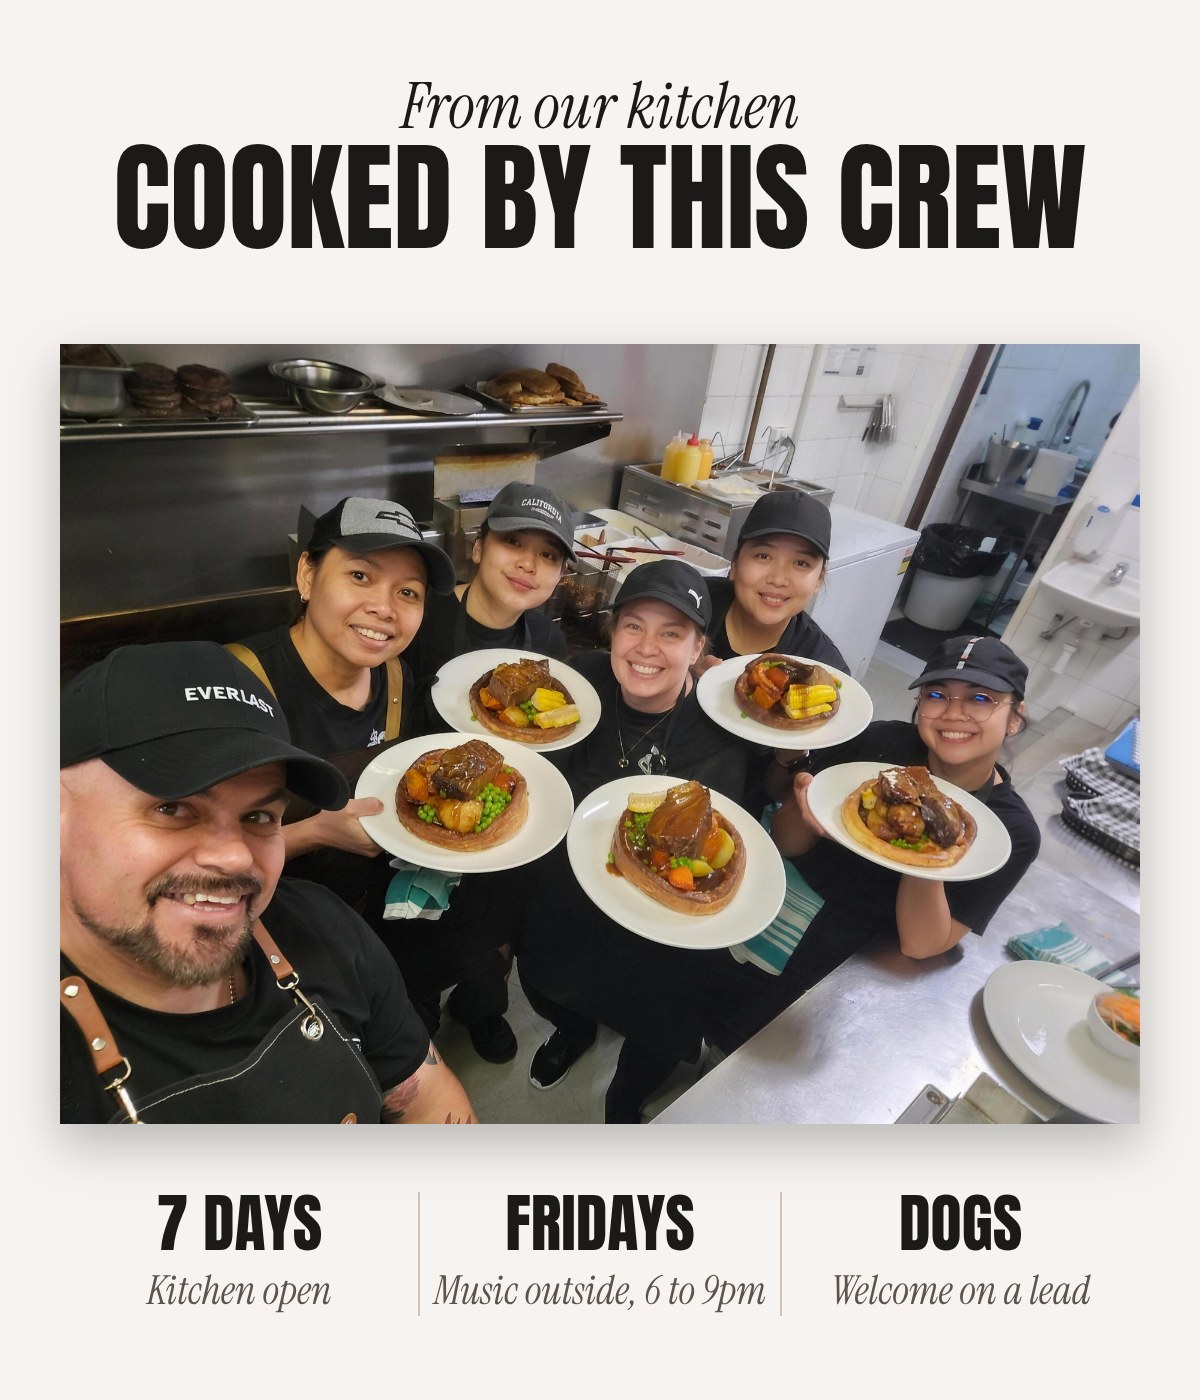 From our kitchen
COOKED BY THIS CREW
CALIFORNIA
EVERLAST
7 DAYS
Kitchen open
FRIDAYS
Music outside, 6 to 9pm
DOGS
Welcome on a lead